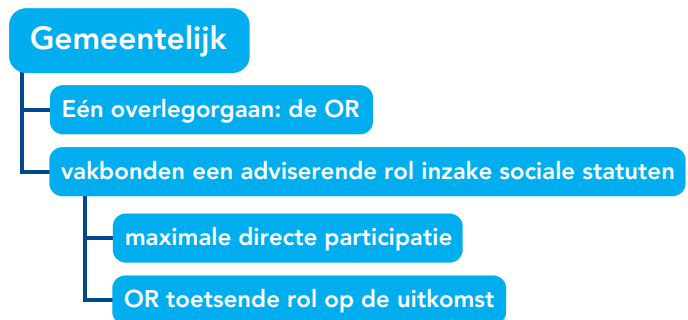 Gemeentelijk
Eén overlegorgaan: de OR
vakbonden een adviserende rol inzake sociale statuten
maximale directe participatie
OR toetsende rol op de uitkomst